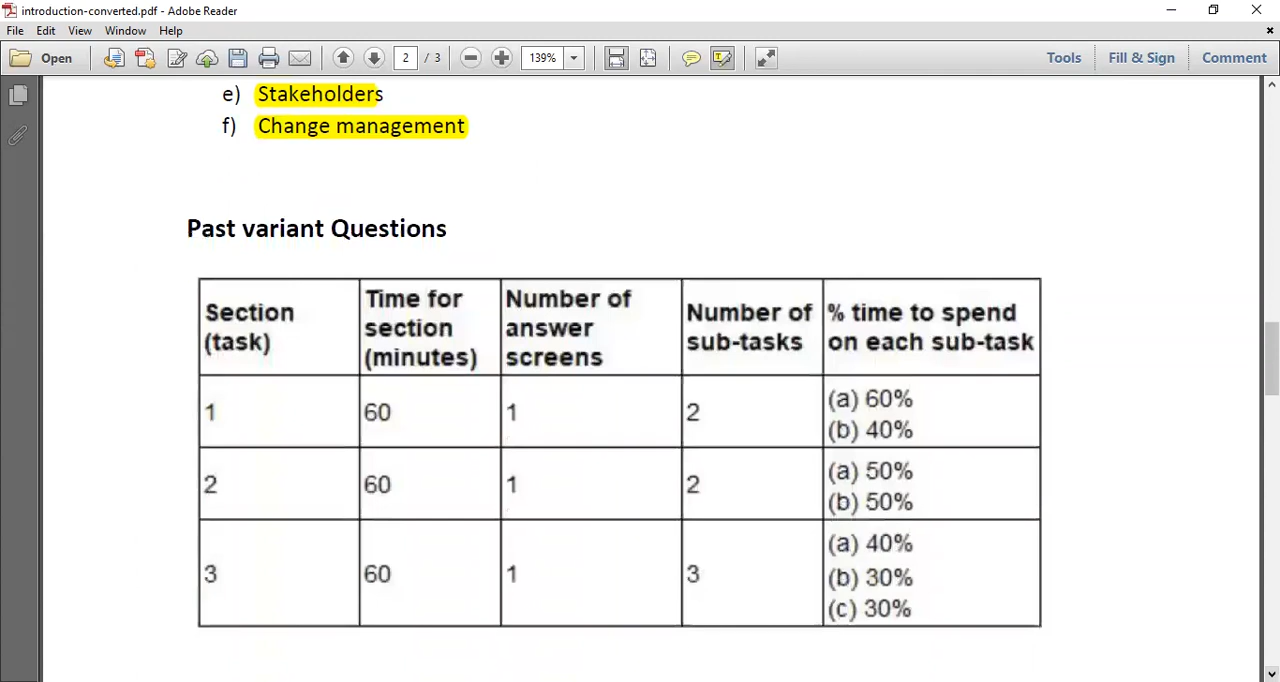 introduction-converted.pdf - Adobe Reader
File Edit View Window Help
Open 2 / 3 139% Tools Fill & Sign Comment
e) Stakeholders
f) Change management
Past variant Questions
Section (task) Time for section (minutes) Number of answer screens Number of sub-tasks % time to spend on each sub-task
1 60 1 2 (a) 60%
(b) 40%
2 60 1 2 (a) 50%
(b) 50%
3 60 1 3 (a) 40%
(b) 30%
(c) 30%